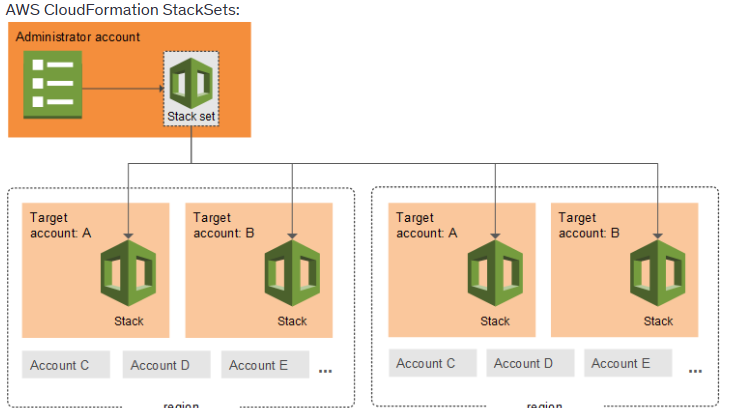 AWS CloudFormation StackSets:
Administrator account
Stack set
Target
account: A
Stack
Target
account: B
Stack
Account C
Account D
Account E
...
region
Target
account: A
Stack
Target
account: B
Stack
Account C
Account D
Account E
...
region